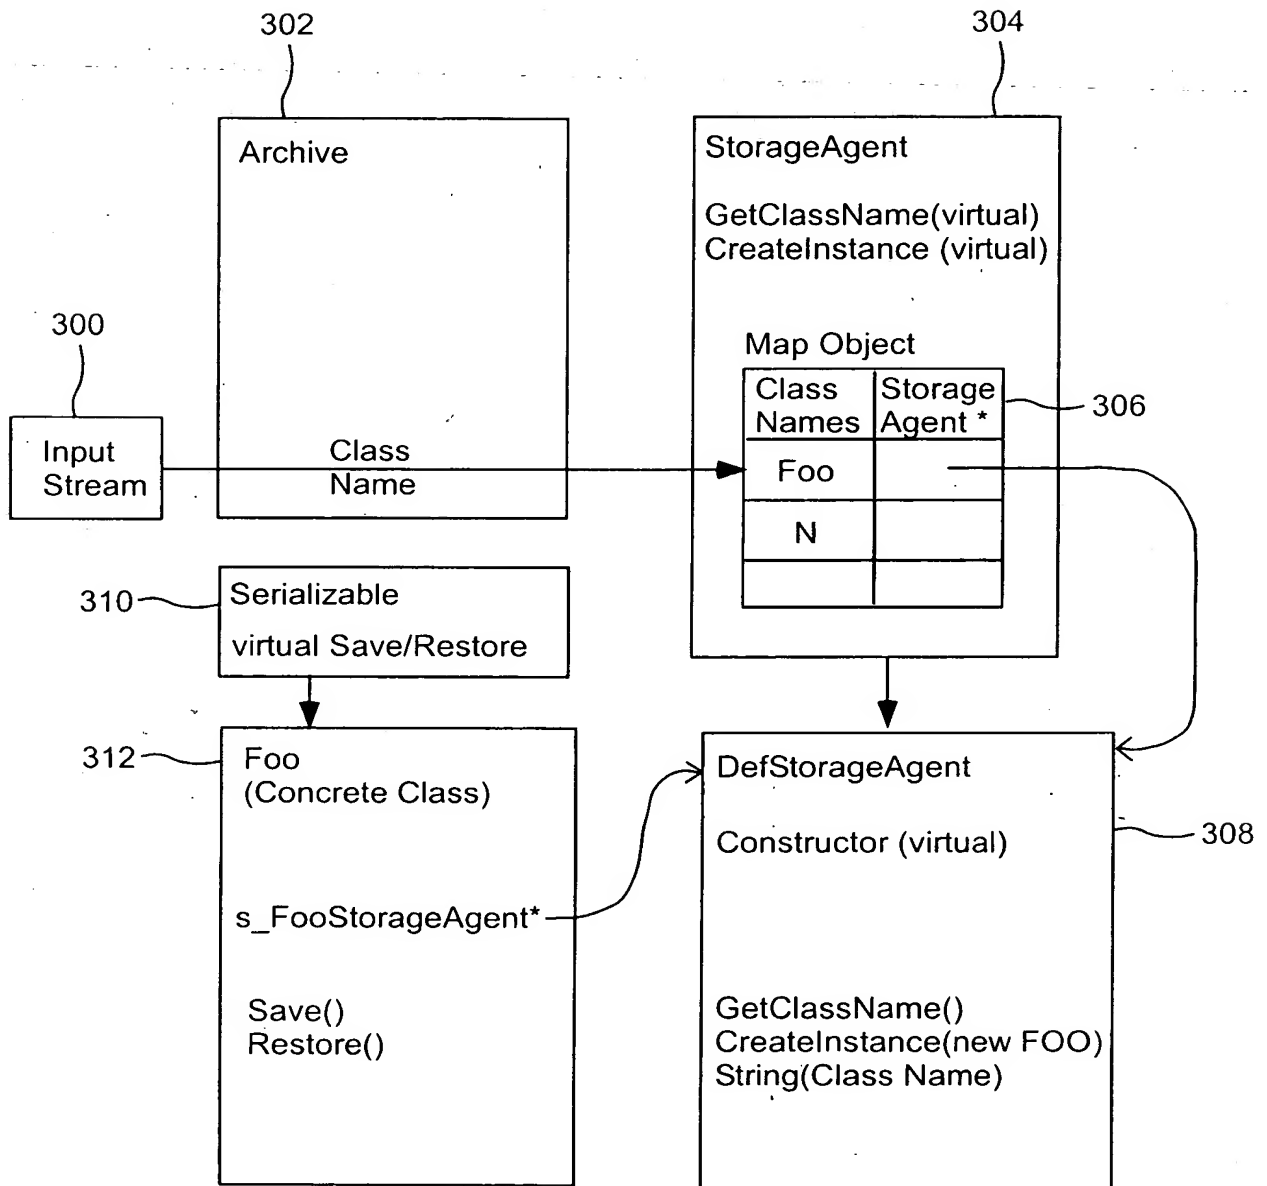 302
304
Archive
StorageAgent
GetClassName(virtual)
CreateInstance (virtual)
300
Map Object
Class
Names
Storage
Agent *
306
Input
Stream
Class
Name
Foo
N
310
Serializable
virtual Save/Restore
312
Foo
(Concrete Class)
DefStorageAgent
Constructor (virtual)
308
s_FooStorageAgent*
Save()
Restore()
GetClassName()
CreateInstance(new FOO)
String(Class Name)